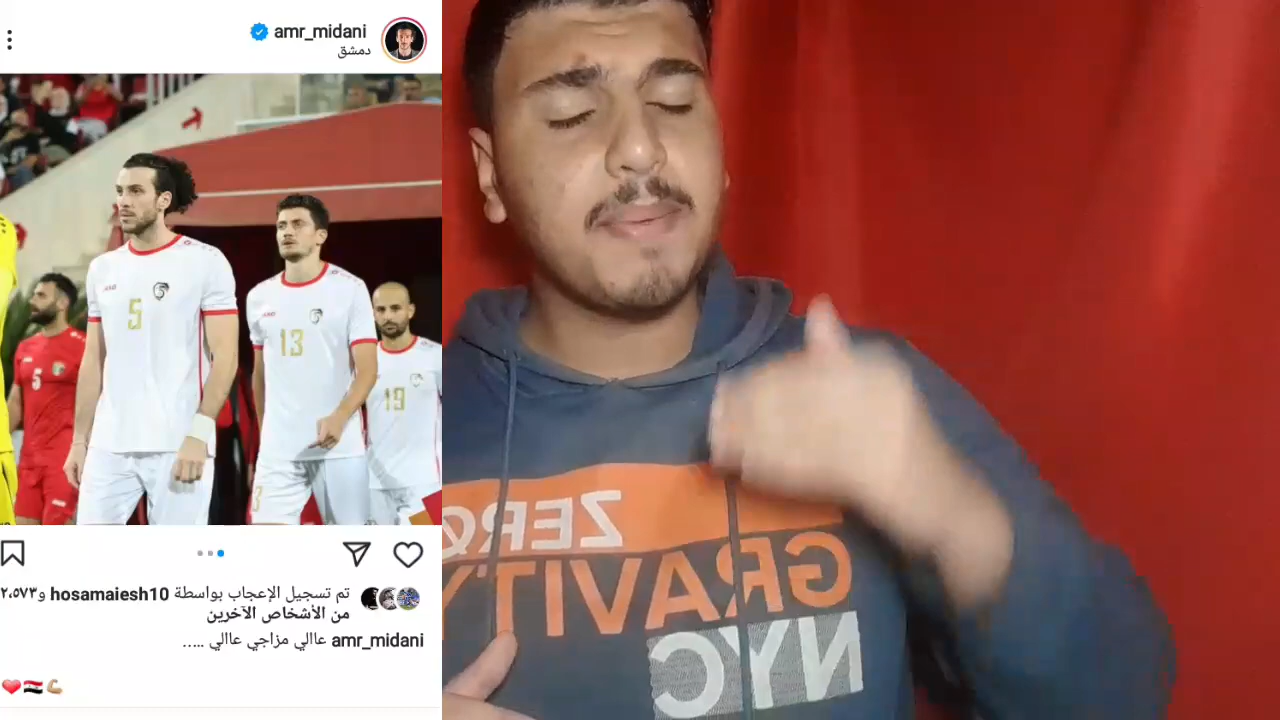 amr_midani
دمشق
5
13
19
5
تم تسجيل الإعجاب بواسطة hosamaiesh10 و٢،٥٧٣
من الأشخاص الآخرين
amr_midani عاالي مزاجي عاالي .....
ZERO
GRAVITY
NYC